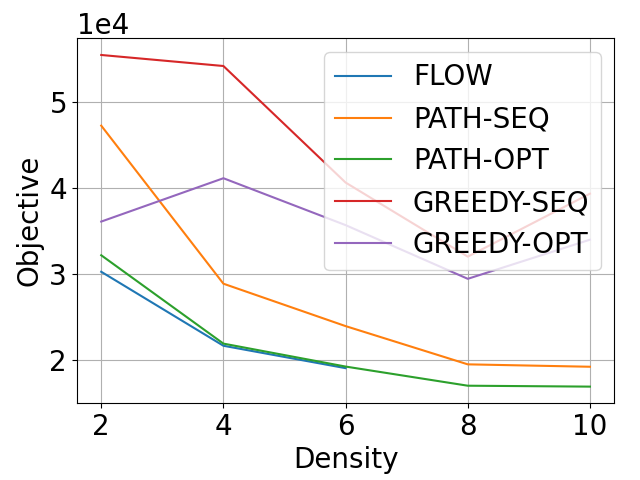 1e4
5
4
3
2
Objective
FLOW
PATH-SEQ
PATH-OPT
GREEDY-SEQ
GREEDY-OPT
2 4 6 8 10
Density